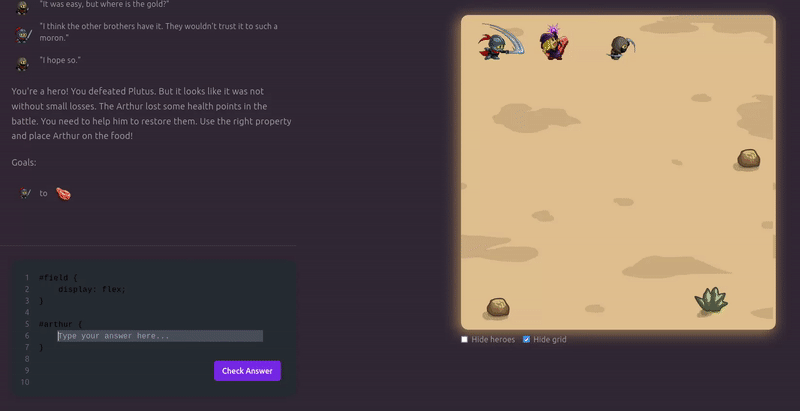 "It was easy, but where is the gold?"
"I think the other brothers have it. They wouldn't trust it to such a
moron."
"I hope so."
You're a hero! You defeated Plutus. But it looks like it was not
without small losses. The Arthur lost some health points in the
battle. You need to help him to restore them. Use the right property
and place Arthur on the food!
Goals:
to
1 #field {
2 display: flex;
3 }
4
5 #arthur {
6 Type your answer here...
7 }
8
9
10
Check Answer
Hide heroes Hide grid